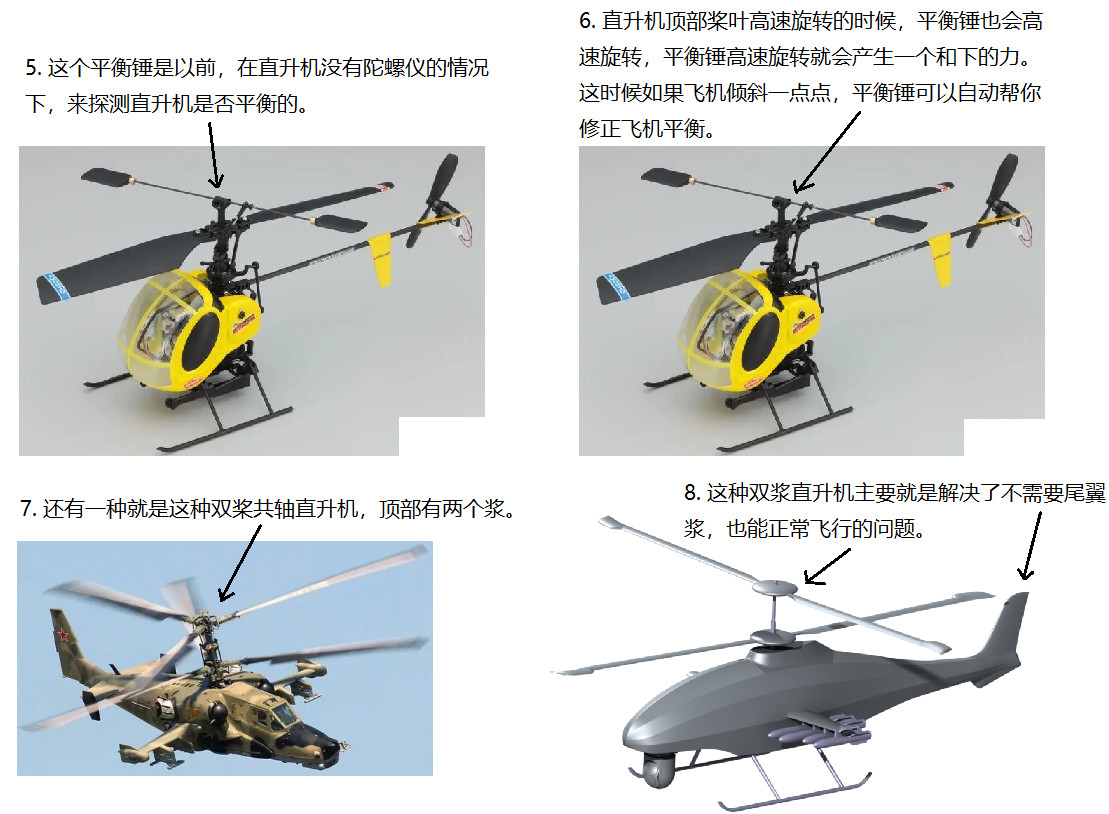 5. 这个平衡锤是以前，在直升机没有陀螺仪的情况
下，来探测直升机是否平衡的。
6. 直升机顶部桨叶高速旋转的时候，平衡锤也会高
速旋转，平衡锤高速旋转就会产生一个和下的力。
这时候如果飞机倾斜一点点，平衡锤可以自动帮你
修正飞机平衡。
7. 还有一种就是这种双桨共轴直升机，顶部有两个浆。
8. 这种双浆直升机主要就是解决了不需要尾翼
浆，也能正常飞行的问题。